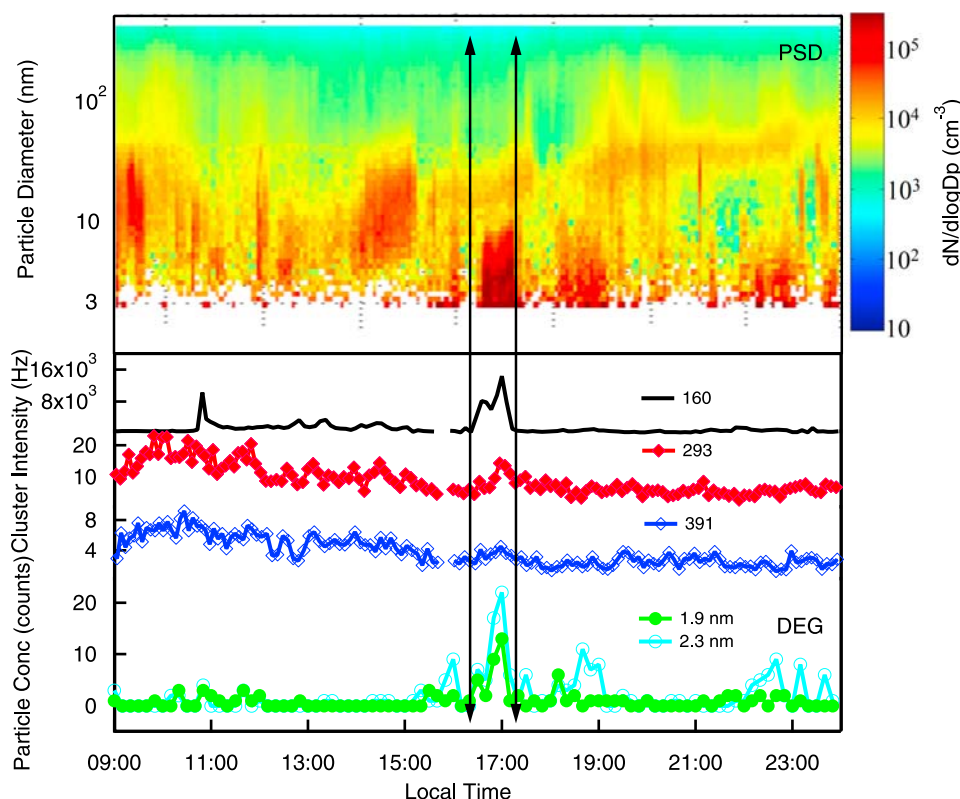 PSD
Particle Diameter (nm)
10²
10
3
10⁵
10⁴
10³
10²
10
dN/dlogDp (cm⁻³)
Cluster Intensity (Hz)
16x10³
8x10³
160
20
10
293
8
4
391
Particle Conc (counts)
20
10
0
1.9 nm
2.3 nm
DEG
09:00 11:00 13:00 15:00 17:00 19:00 21:00 23:00
Local Time